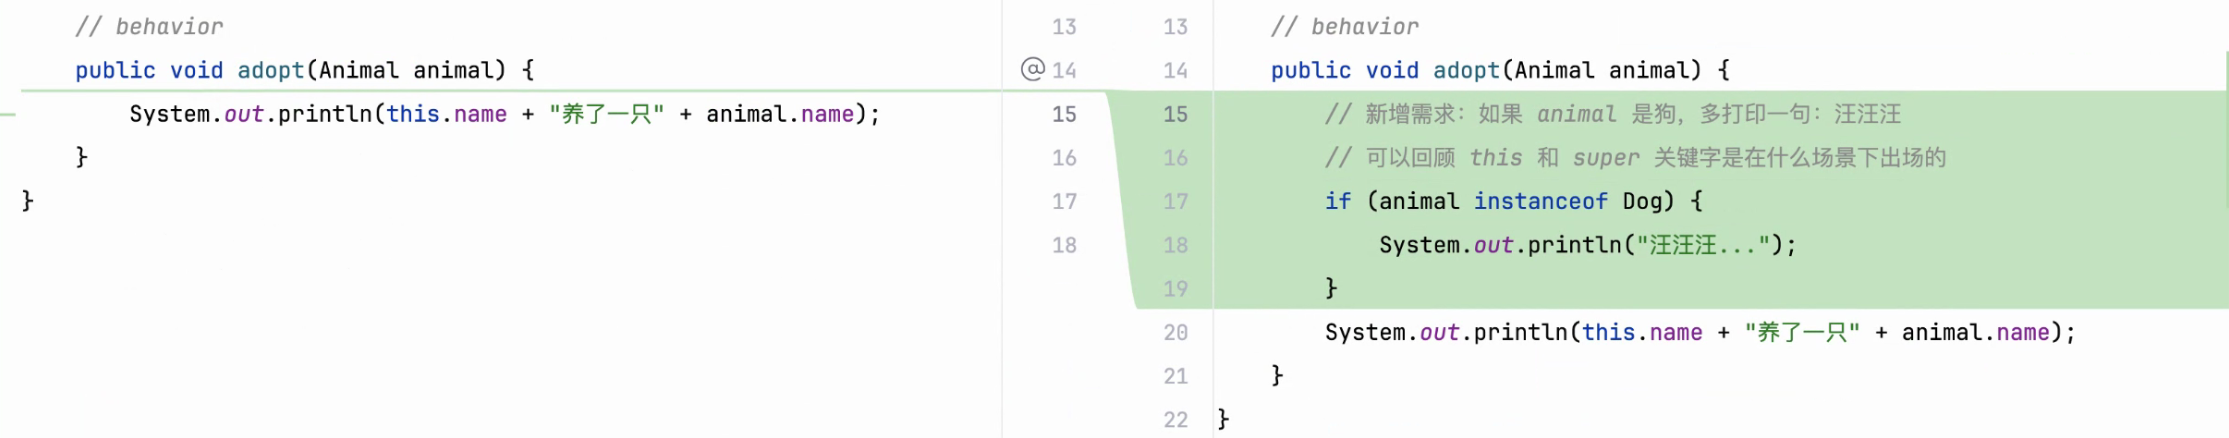 // behavior
public void adopt(Animal animal) {
System.out.println(this.name + "养了一只" + animal.name);
}
}
13
@ 14
15
16
17
18
13 // behavior
14 public void adopt(Animal animal) {
15 // 新增需求：如果 animal 是狗，多打印一句：汪汪汪
16 // 可以回顾 this 和 super 关键字是在什么场景下出场的
17 if (animal instanceof Dog) {
18 System.out.println("汪汪汪...");
19 }
20 System.out.println(this.name + "养了一只" + animal.name);
21 }
22 }